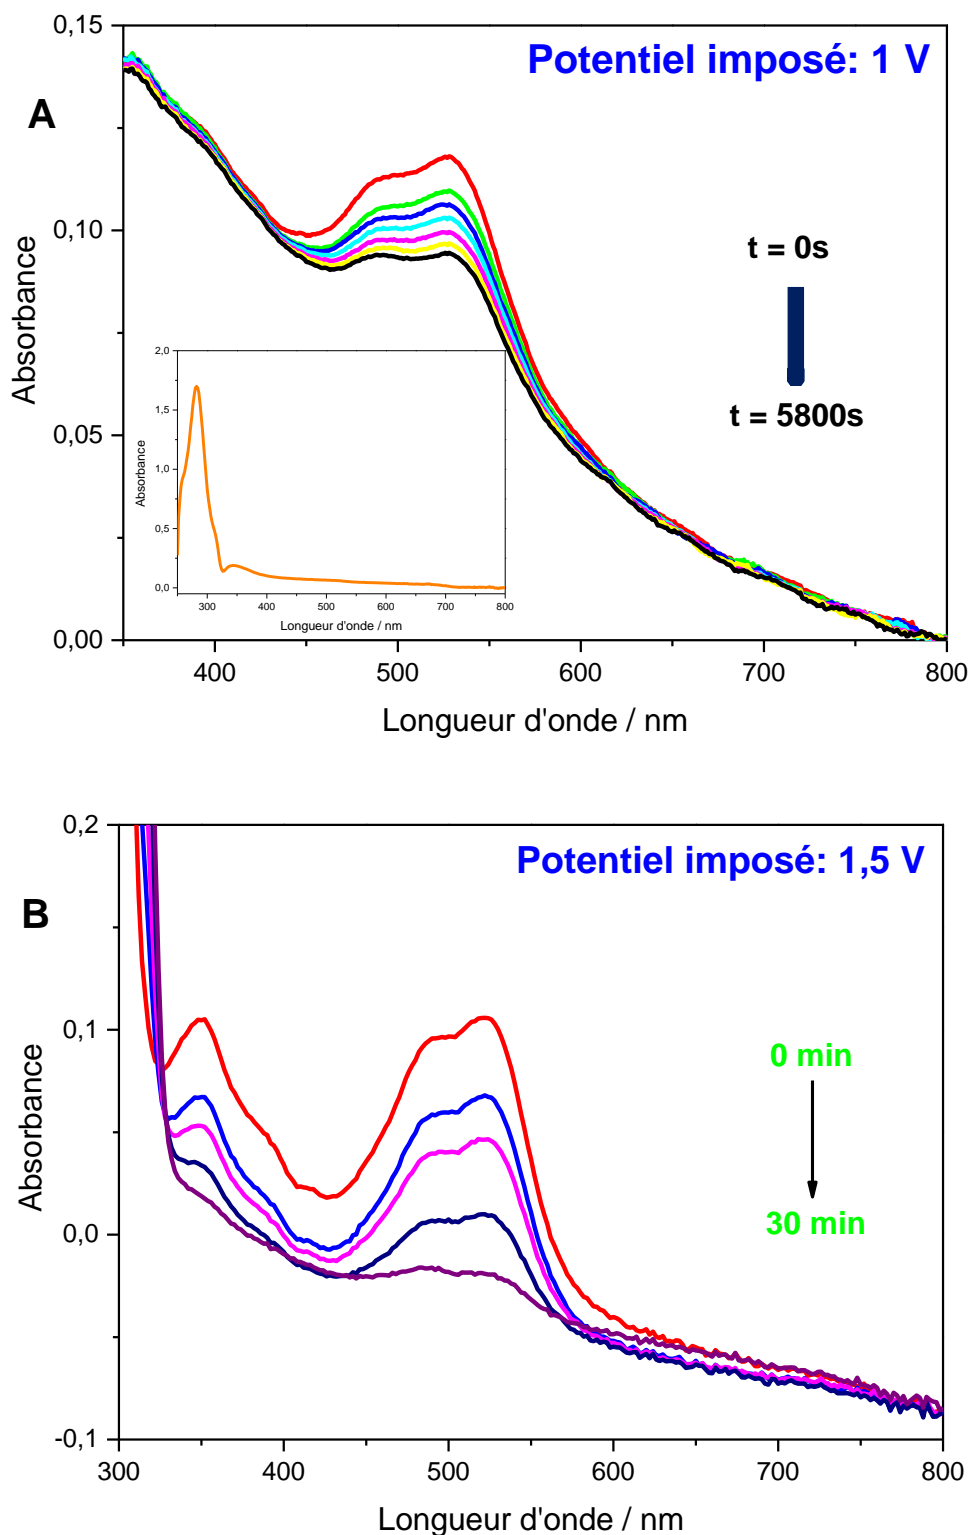 0,15
Potentiel imposé: 1 V
A
0,10
t = 0s
t = 5800s
Absorbance
0,05
0,00
400
500
600
700
800
Longueur d'onde / nm
2,0
1,5
1,0
0,5
0,0
Absorbance
300
400
500
600
700
800
Longueur d'onde / nm
0,2
Potentiel imposé: 1,5 V
B
0,1
0 min
30 min
Absorbance
0,0
-0,1
300
400
500
600
700
800
Longueur d'onde / nm